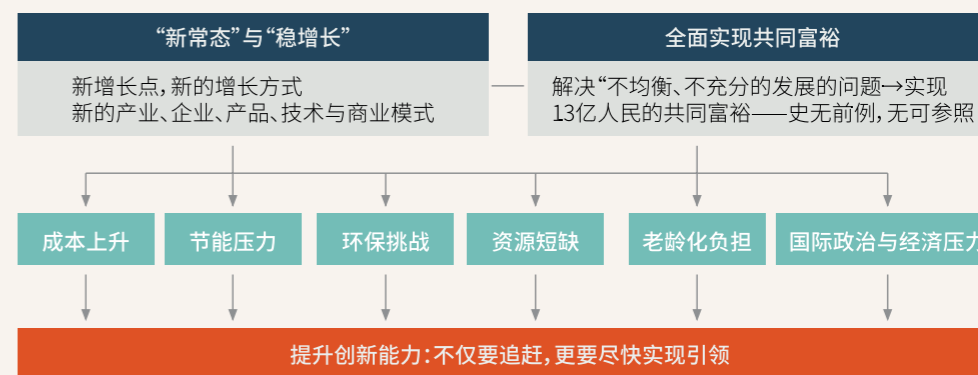 “新常态”与“稳增长”
新增长点，新的增长方式
新的产业、企业、产品、技术与商业模式
全面实现共同富裕
解决“不均衡、不充分的发展的问题→实现
13亿人民的共同富裕——史无前例，无可参照
成本上升
节能压力
环保挑战
资源短缺
老龄化负担
国际政治与经济压力
提升创新能力：不仅要追赶，更要尽快实现引领